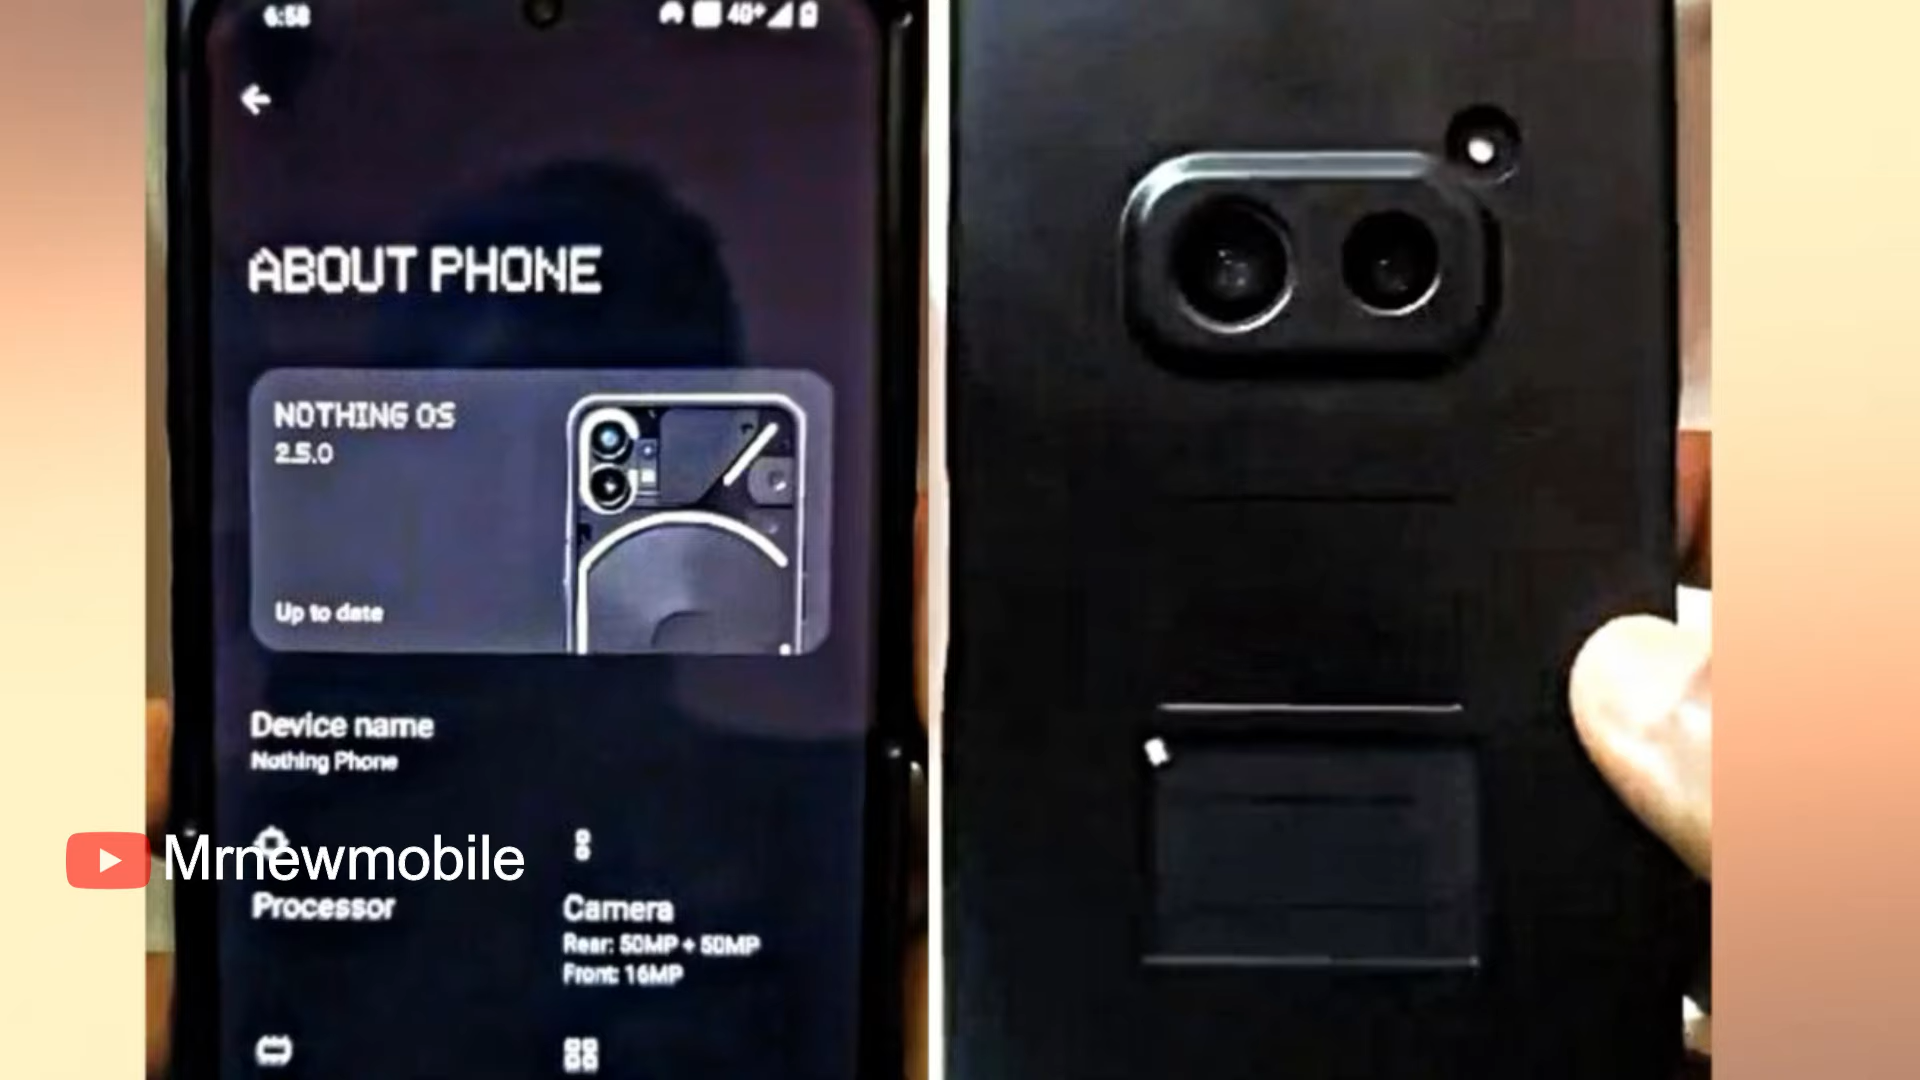 6:58
4G+
ABOUT PHONE
NOTHING OS
2.5.0
Up to date
Device name
Nothing Phone
Mrnewmobile
Processor
Camera
Rear: 50MP + 50MP
Front: 16MP